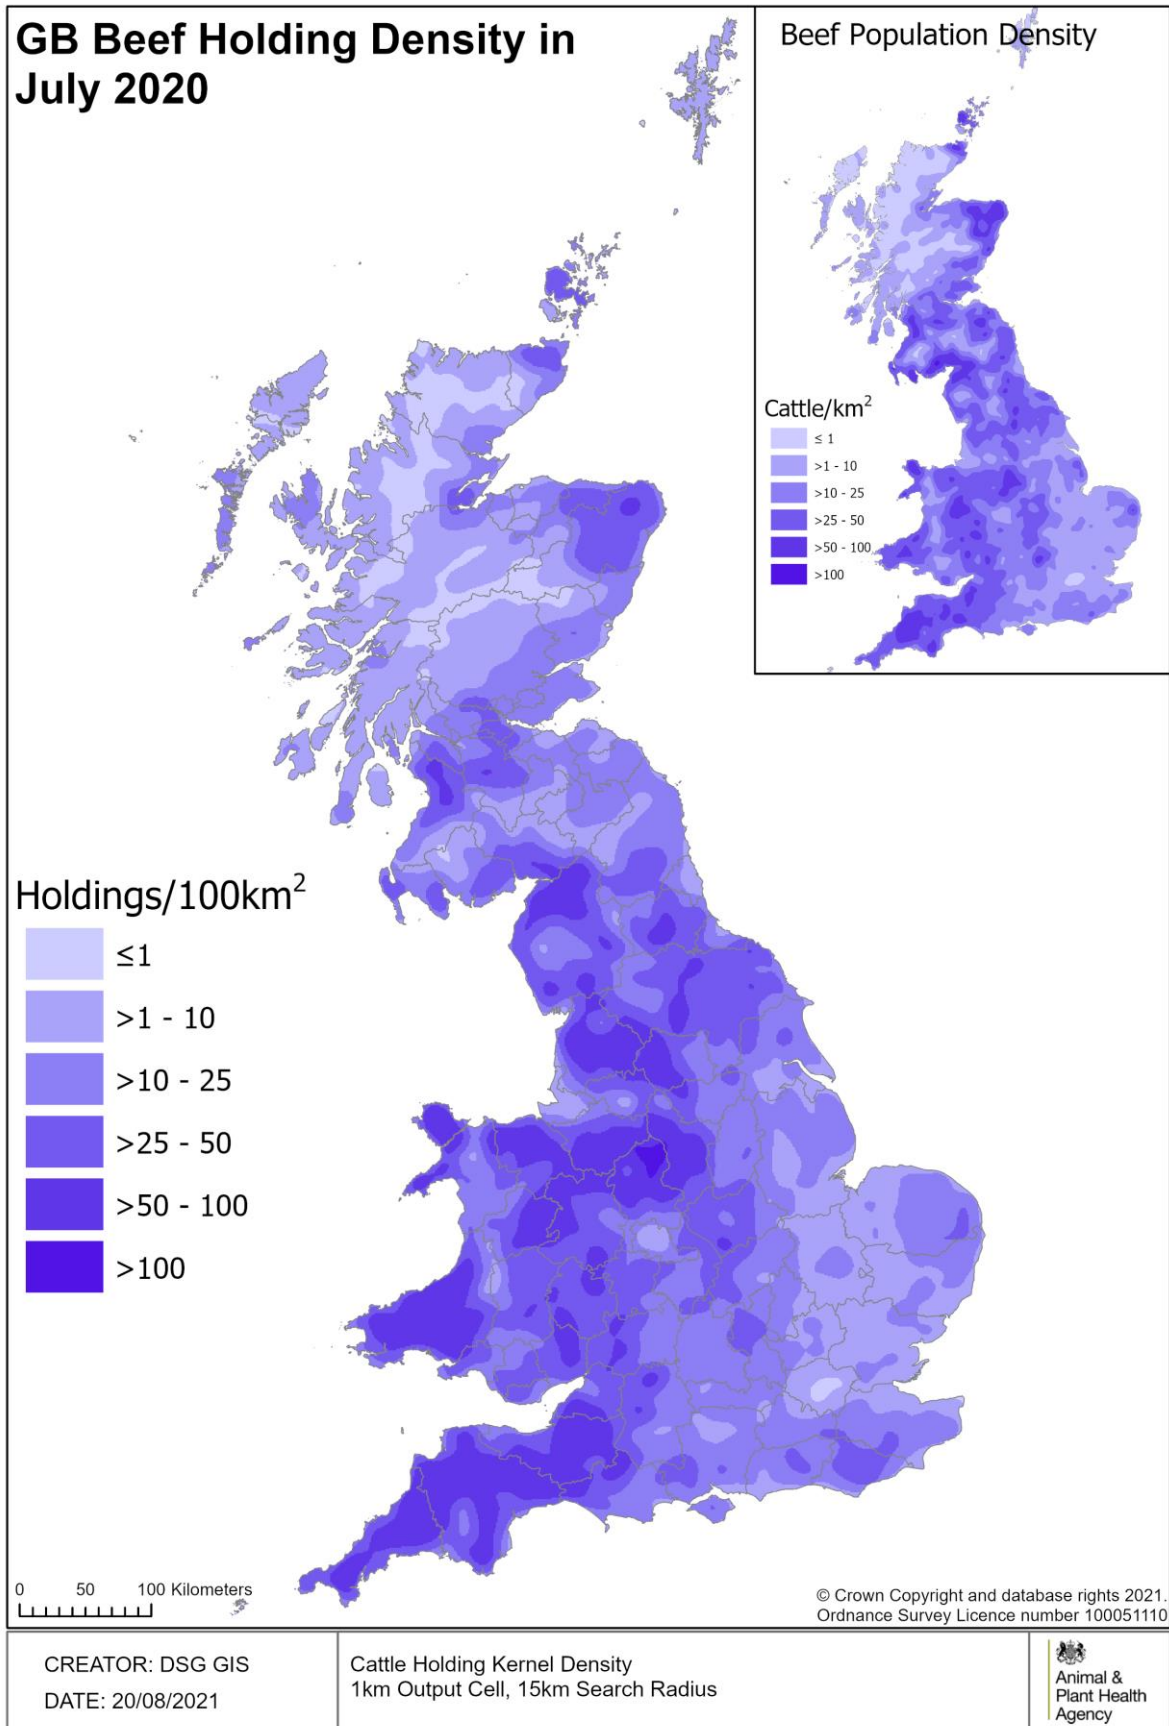 GB Beef Holding Density in
July 2020
Beef Population Density
Cattle/km²
≤ 1
>1 - 10
>10 - 25
>25 - 50
>50 - 100
>100
Holdings/100km²
≤1
>1 - 10
>10 - 25
>25 - 50
>50 - 100
>100
0 50 100 Kilometers
© Crown Copyright and database rights 2021.
Ordnance Survey Licence number 100051110
CREATOR: DSG GIS
DATE: 20/08/2021
Cattle Holding Kernel Density
1km Output Cell, 15km Search Radius
Animal &
Plant Health
Agency